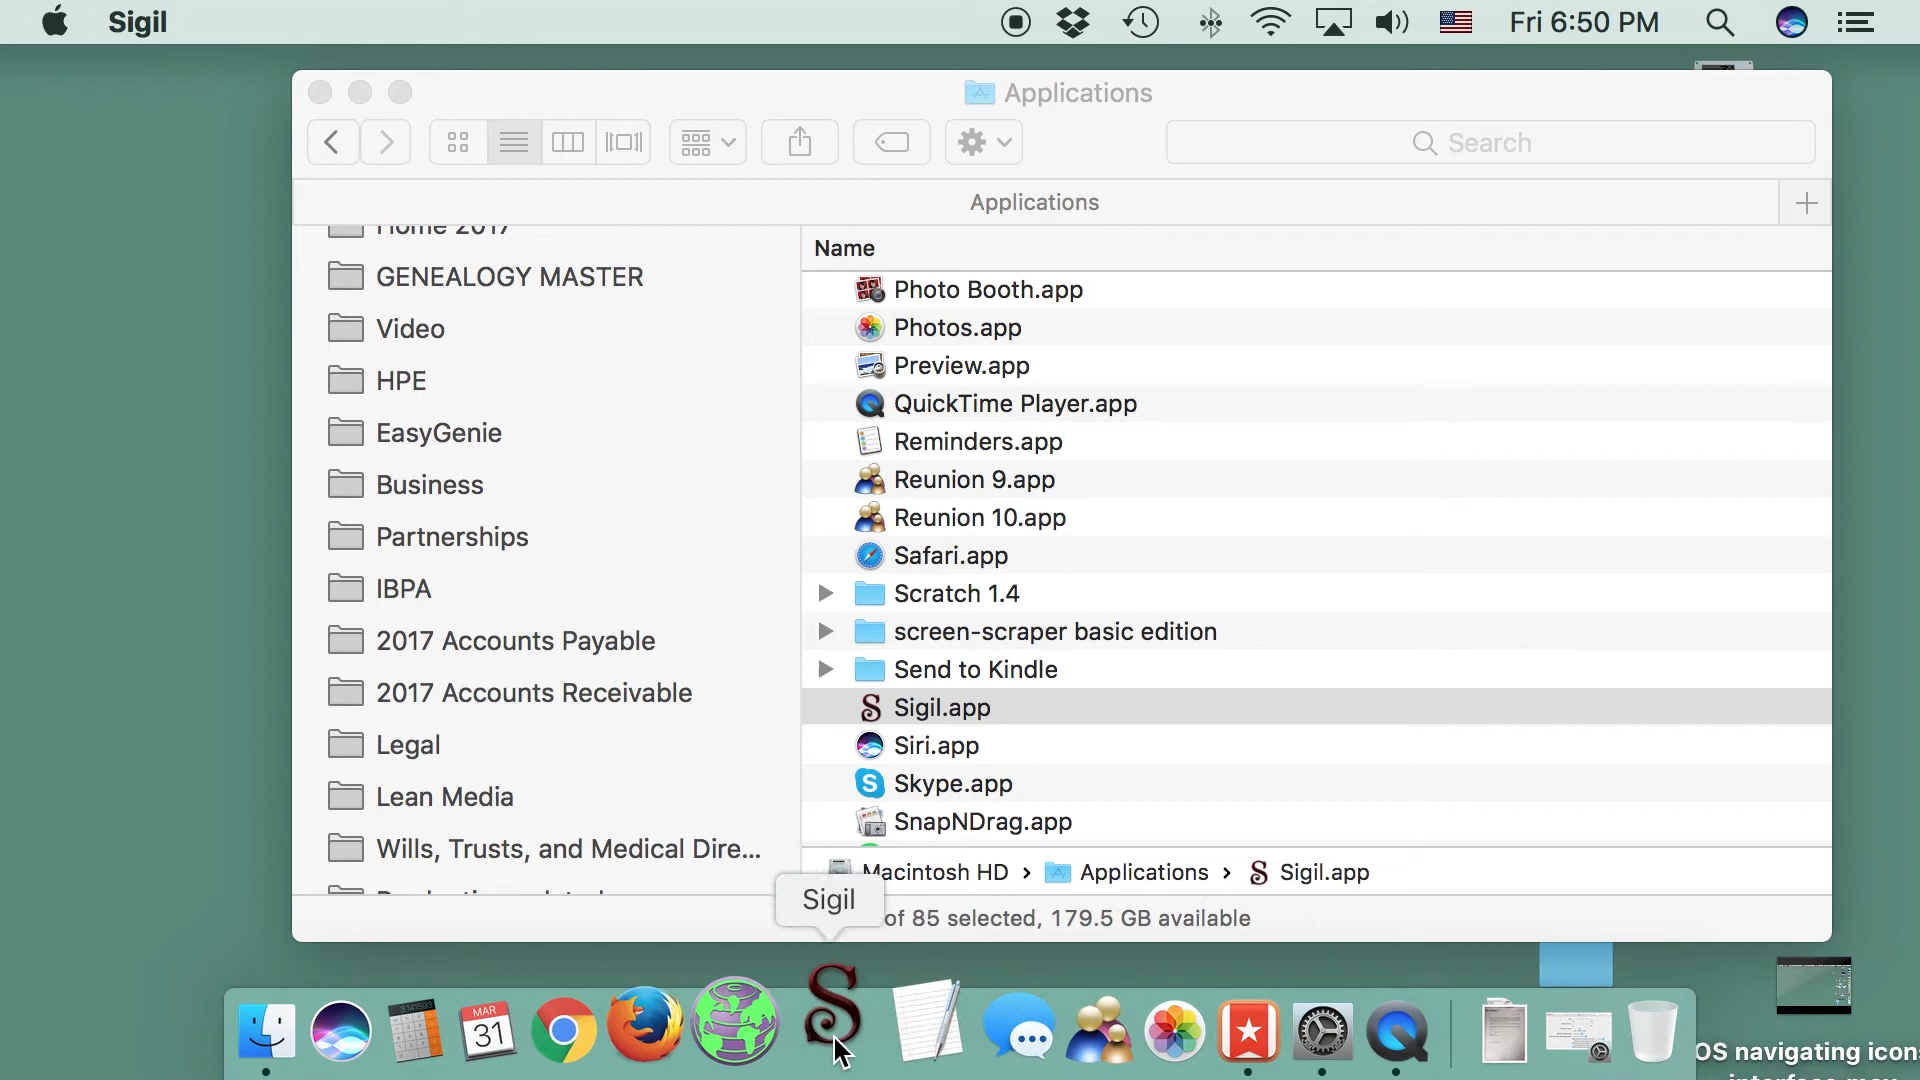 Sigil
Fri 6:50 PM
Applications
Search
Applications
Home 2017
GENEALOGY MASTER
Video
HPE
EasyGenie
Business
Partnerships
IBPA
2017 Accounts Payable
2017 Accounts Receivable
Legal
Lean Media
Wills, Trusts, and Medical Dire...
Name
Photo Booth.app
Photos.app
Preview.app
QuickTime Player.app
Reminders.app
Reunion 9.app
Reunion 10.app
Safari.app
Scratch 1.4
screen-scraper basic edition
Send to Kindle
Sigil.app
Siri.app
Skype.app
SnapNDrag.app
Macintosh HD › Applications › Sigil.app
of 85 selected, 179.5 GB available
Sigil
3.141593
MAR
31
OS navigating icon